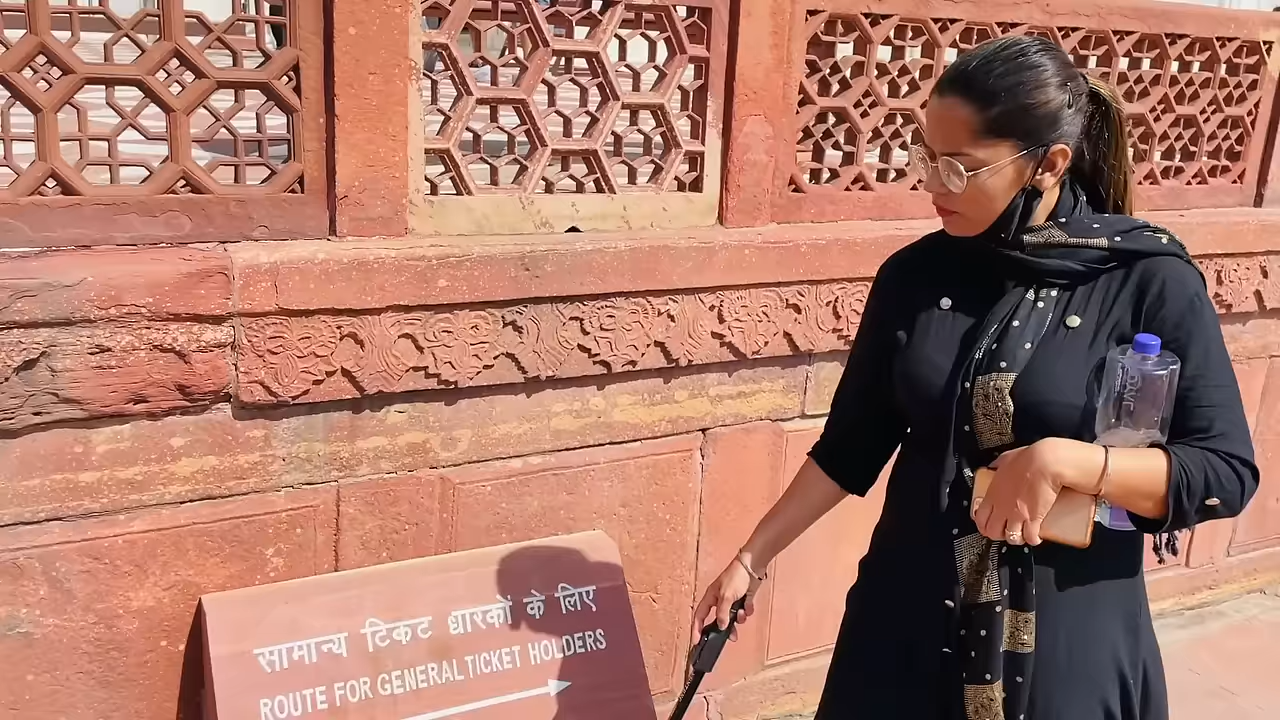 सामान्य टिकट धारकों के लिए
ROUTE FOR GENERAL TICKET HOLDERS